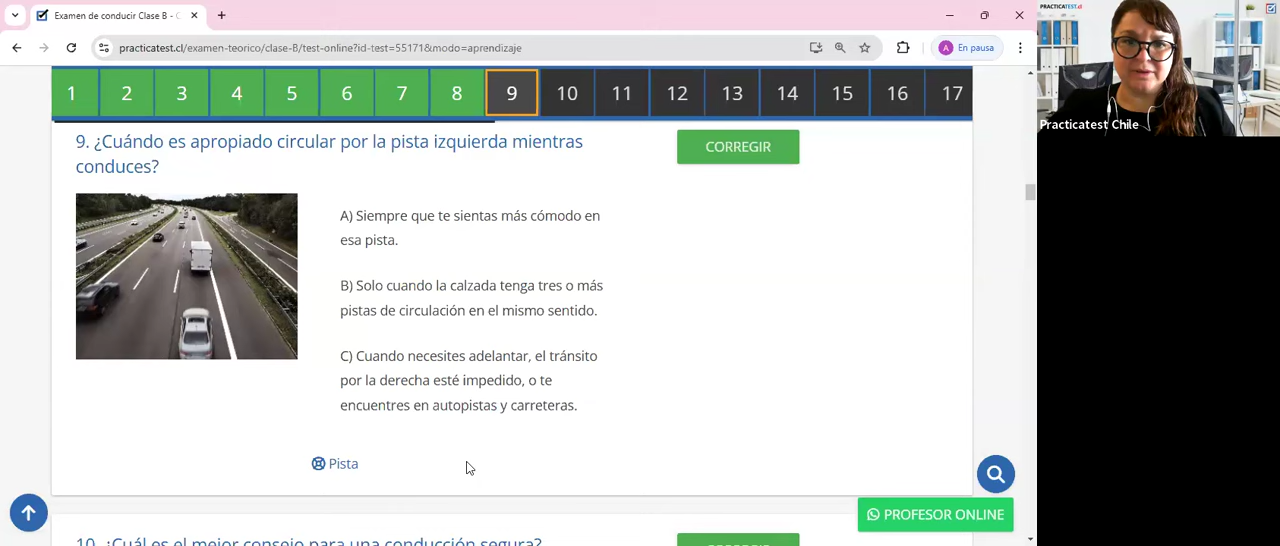 Examen de conducir Clase B - C
practicatest.cl/examen-teorico/clase-B/test-online?id-test=55171&modo=aprendizaje
A
En pausa
PRACTICATEST.cl
Practicatest Chile
1 2 3 4 5 6 7 8 9 10 11 12 13 14 15 16 17
9. ¿Cuándo es apropiado circular por la pista izquierda mientras
conduces?
CORREGIR
A) Siempre que te sientas más cómodo en
esa pista.
B) Solo cuando la calzada tenga tres o más
pistas de circulación en el mismo sentido.
C) Cuando necesites adelantar, el tránsito
por la derecha esté impedido, o te
encuentres en autopistas y carreteras.
Pista
PROFESOR ONLINE
10. ¿Cuál es el mejor consejo para una conducción segura?